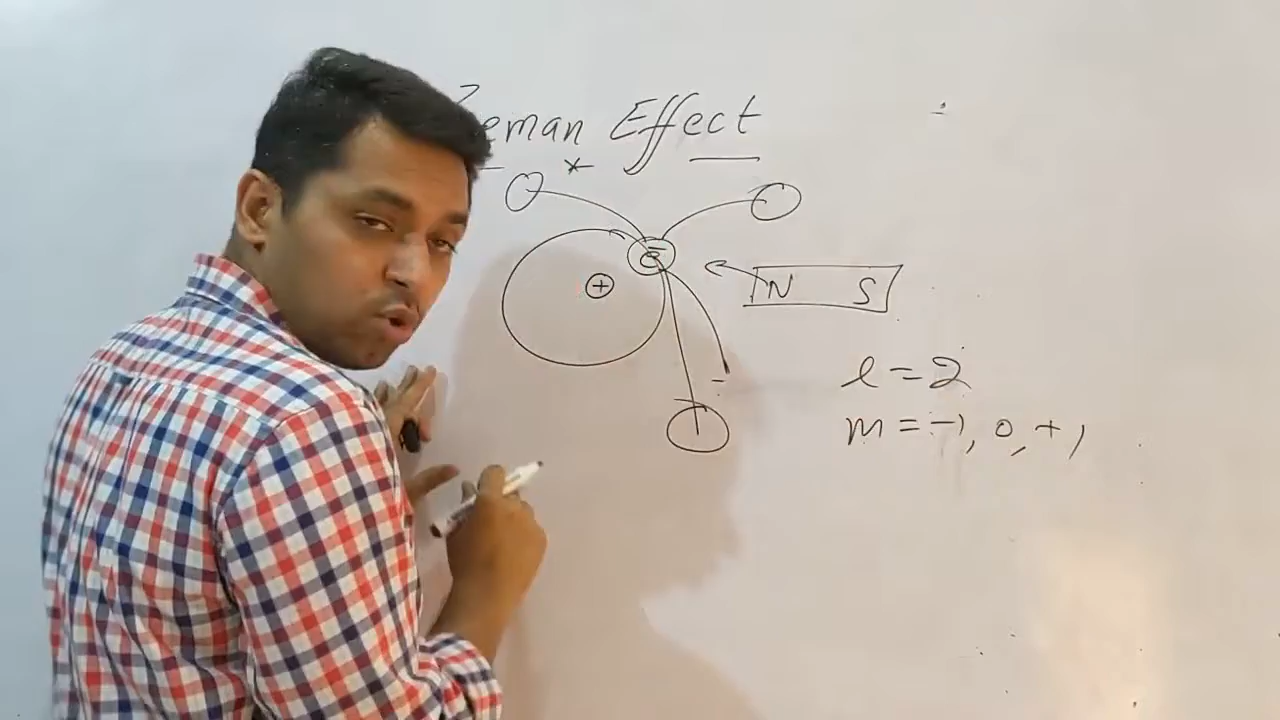 eman Effect
+
e
N S
l = 2
m = -1, 0, +1